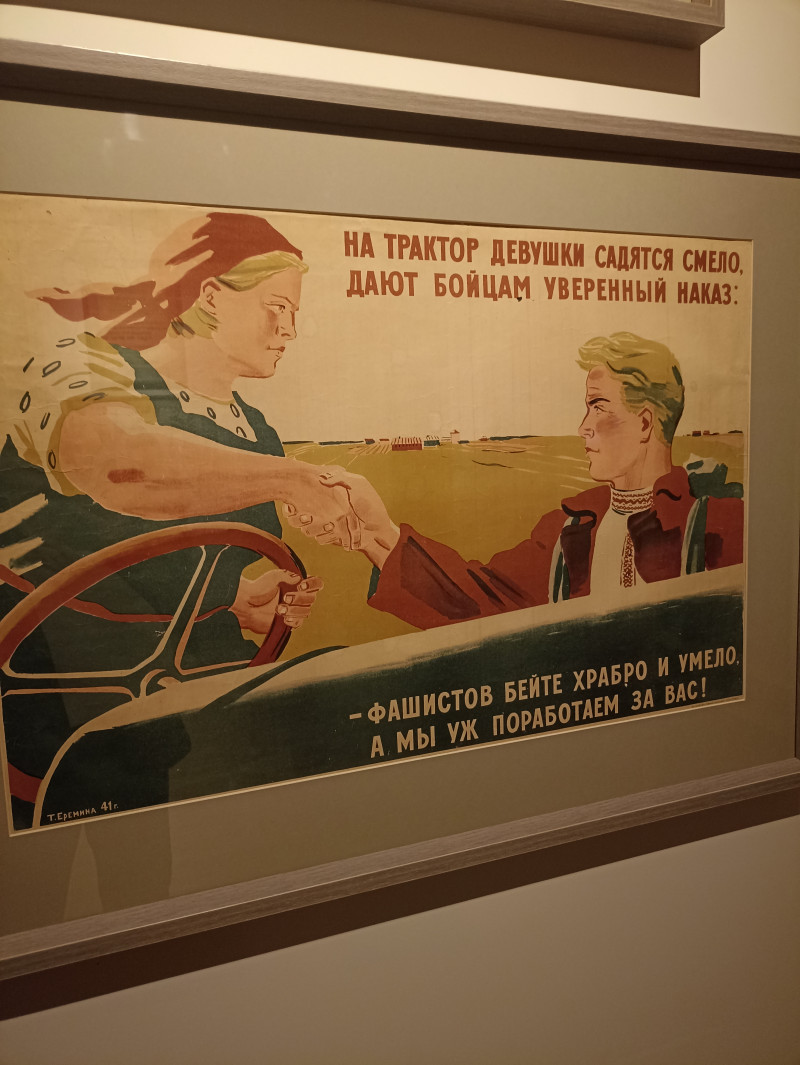 НА ТРАКТОР ДЕВУШКИ САДЯТСЯ СМЕЛО,
ДАЮТ БОЙЦАМ УВЕРЕННЫЙ НАКАЗ:
– ФАШИСТОВ БЕЙТЕ ХРАБРО И УМЕЛО,
А МЫ УЖ ПОРАБОТАЕМ ЗА ВАС!
Т. ЕРЕМИНА 41 г.